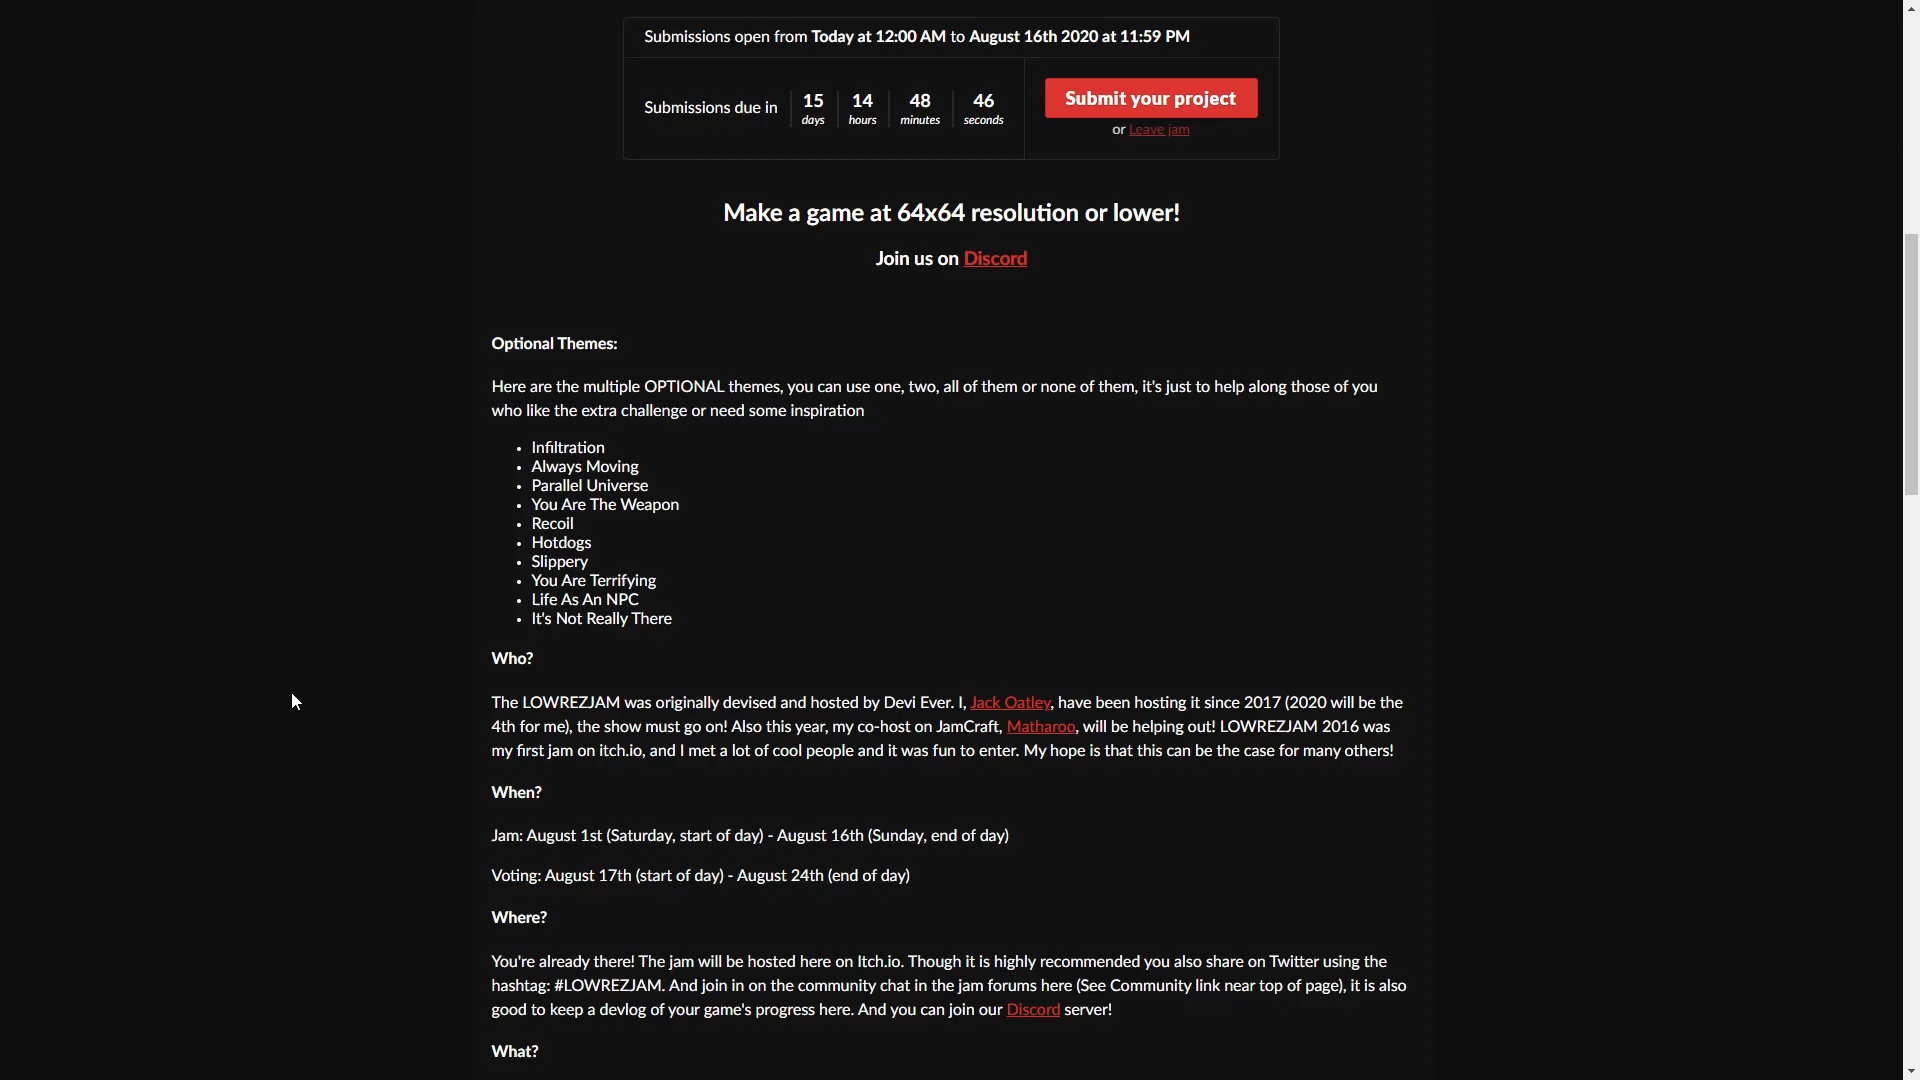 Submissions open from Today at 12:00 AM to August 16th 2020 at 11:59 PM
Submissions due in 15 days 14 hours 48 minutes 46 seconds
Submit your project
or Leave jam
Make a game at 64x64 resolution or lower!
Join us on Discord
Optional Themes:
Here are the multiple OPTIONAL themes, you can use one, two, all of them or none of them, it's just to help along those of you
who like the extra challenge or need some inspiration
• Infiltration
• Always Moving
• Parallel Universe
• You Are The Weapon
• Recoil
• Hotdogs
• Slippery
• You Are Terrifying
• Life As An NPC
• It's Not Really There
Who?
The LOWREZJAM was originally devised and hosted by Devi Ever. I, Jack Oatley, have been hosting it since 2017 (2020 will be the
4th for me), the show must go on! Also this year, my co-host on JamCraft, Matharoo, will be helping out! LOWREZJAM 2016 was
my first jam on itch.io, and I met a lot of cool people and it was fun to enter. My hope is that this can be the case for many others!
When?
Jam: August 1st (Saturday, start of day) - August 16th (Sunday, end of day)
Voting: August 17th (start of day) - August 24th (end of day)
Where?
You're already there! The jam will be hosted here on Itch.io. Though it is highly recommended you also share on Twitter using the
hashtag: #LOWREZJAM. And join in on the community chat in the jam forums here (See Community link near top of page), it is also
good to keep a devlog of your game's progress here. And you can join our Discord server!
What?